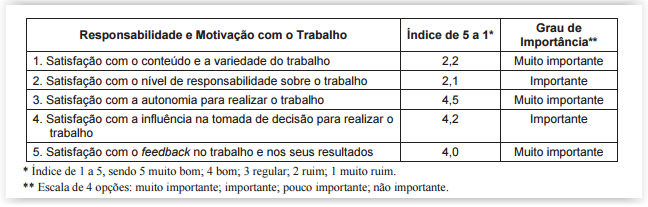 Responsabilidade e Motivação com o Trabalho Índice de 5 a 1* Grau de
Importância**
1. Satisfação com o conteúdo e a variedade do trabalho 2,2 Muito importante
2. Satisfação com o nível de responsabilidade sobre o trabalho 2,1 Importante
3. Satisfação com a autonomia para realizar o trabalho 4,5 Muito importante
4. Satisfação com a influência na tomada de decisão para realizar o
trabalho 4,2 Importante
5. Satisfação com o feedback no trabalho e nos seus resultados 4,0 Muito importante
* Índice de 1 a 5, sendo 5 muito bom; 4 bom; 3 regular; 2 ruim; 1 muito ruim.
** Escala de 4 opções: muito importante; importante; pouco importante; não importante.